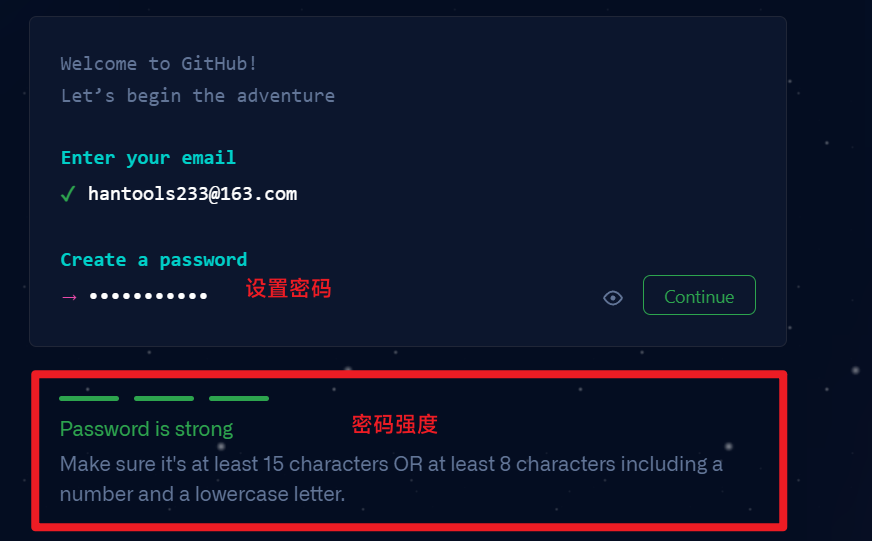 Welcome to GitHub!
Let’s begin the adventure
Enter your email
✓ hantools233@163.com
Create a password
→ ••••••••••• 设置密码
Continue
Password is strong 密码强度
Make sure it's at least 15 characters OR at least 8 characters including a
number and a lowercase letter.